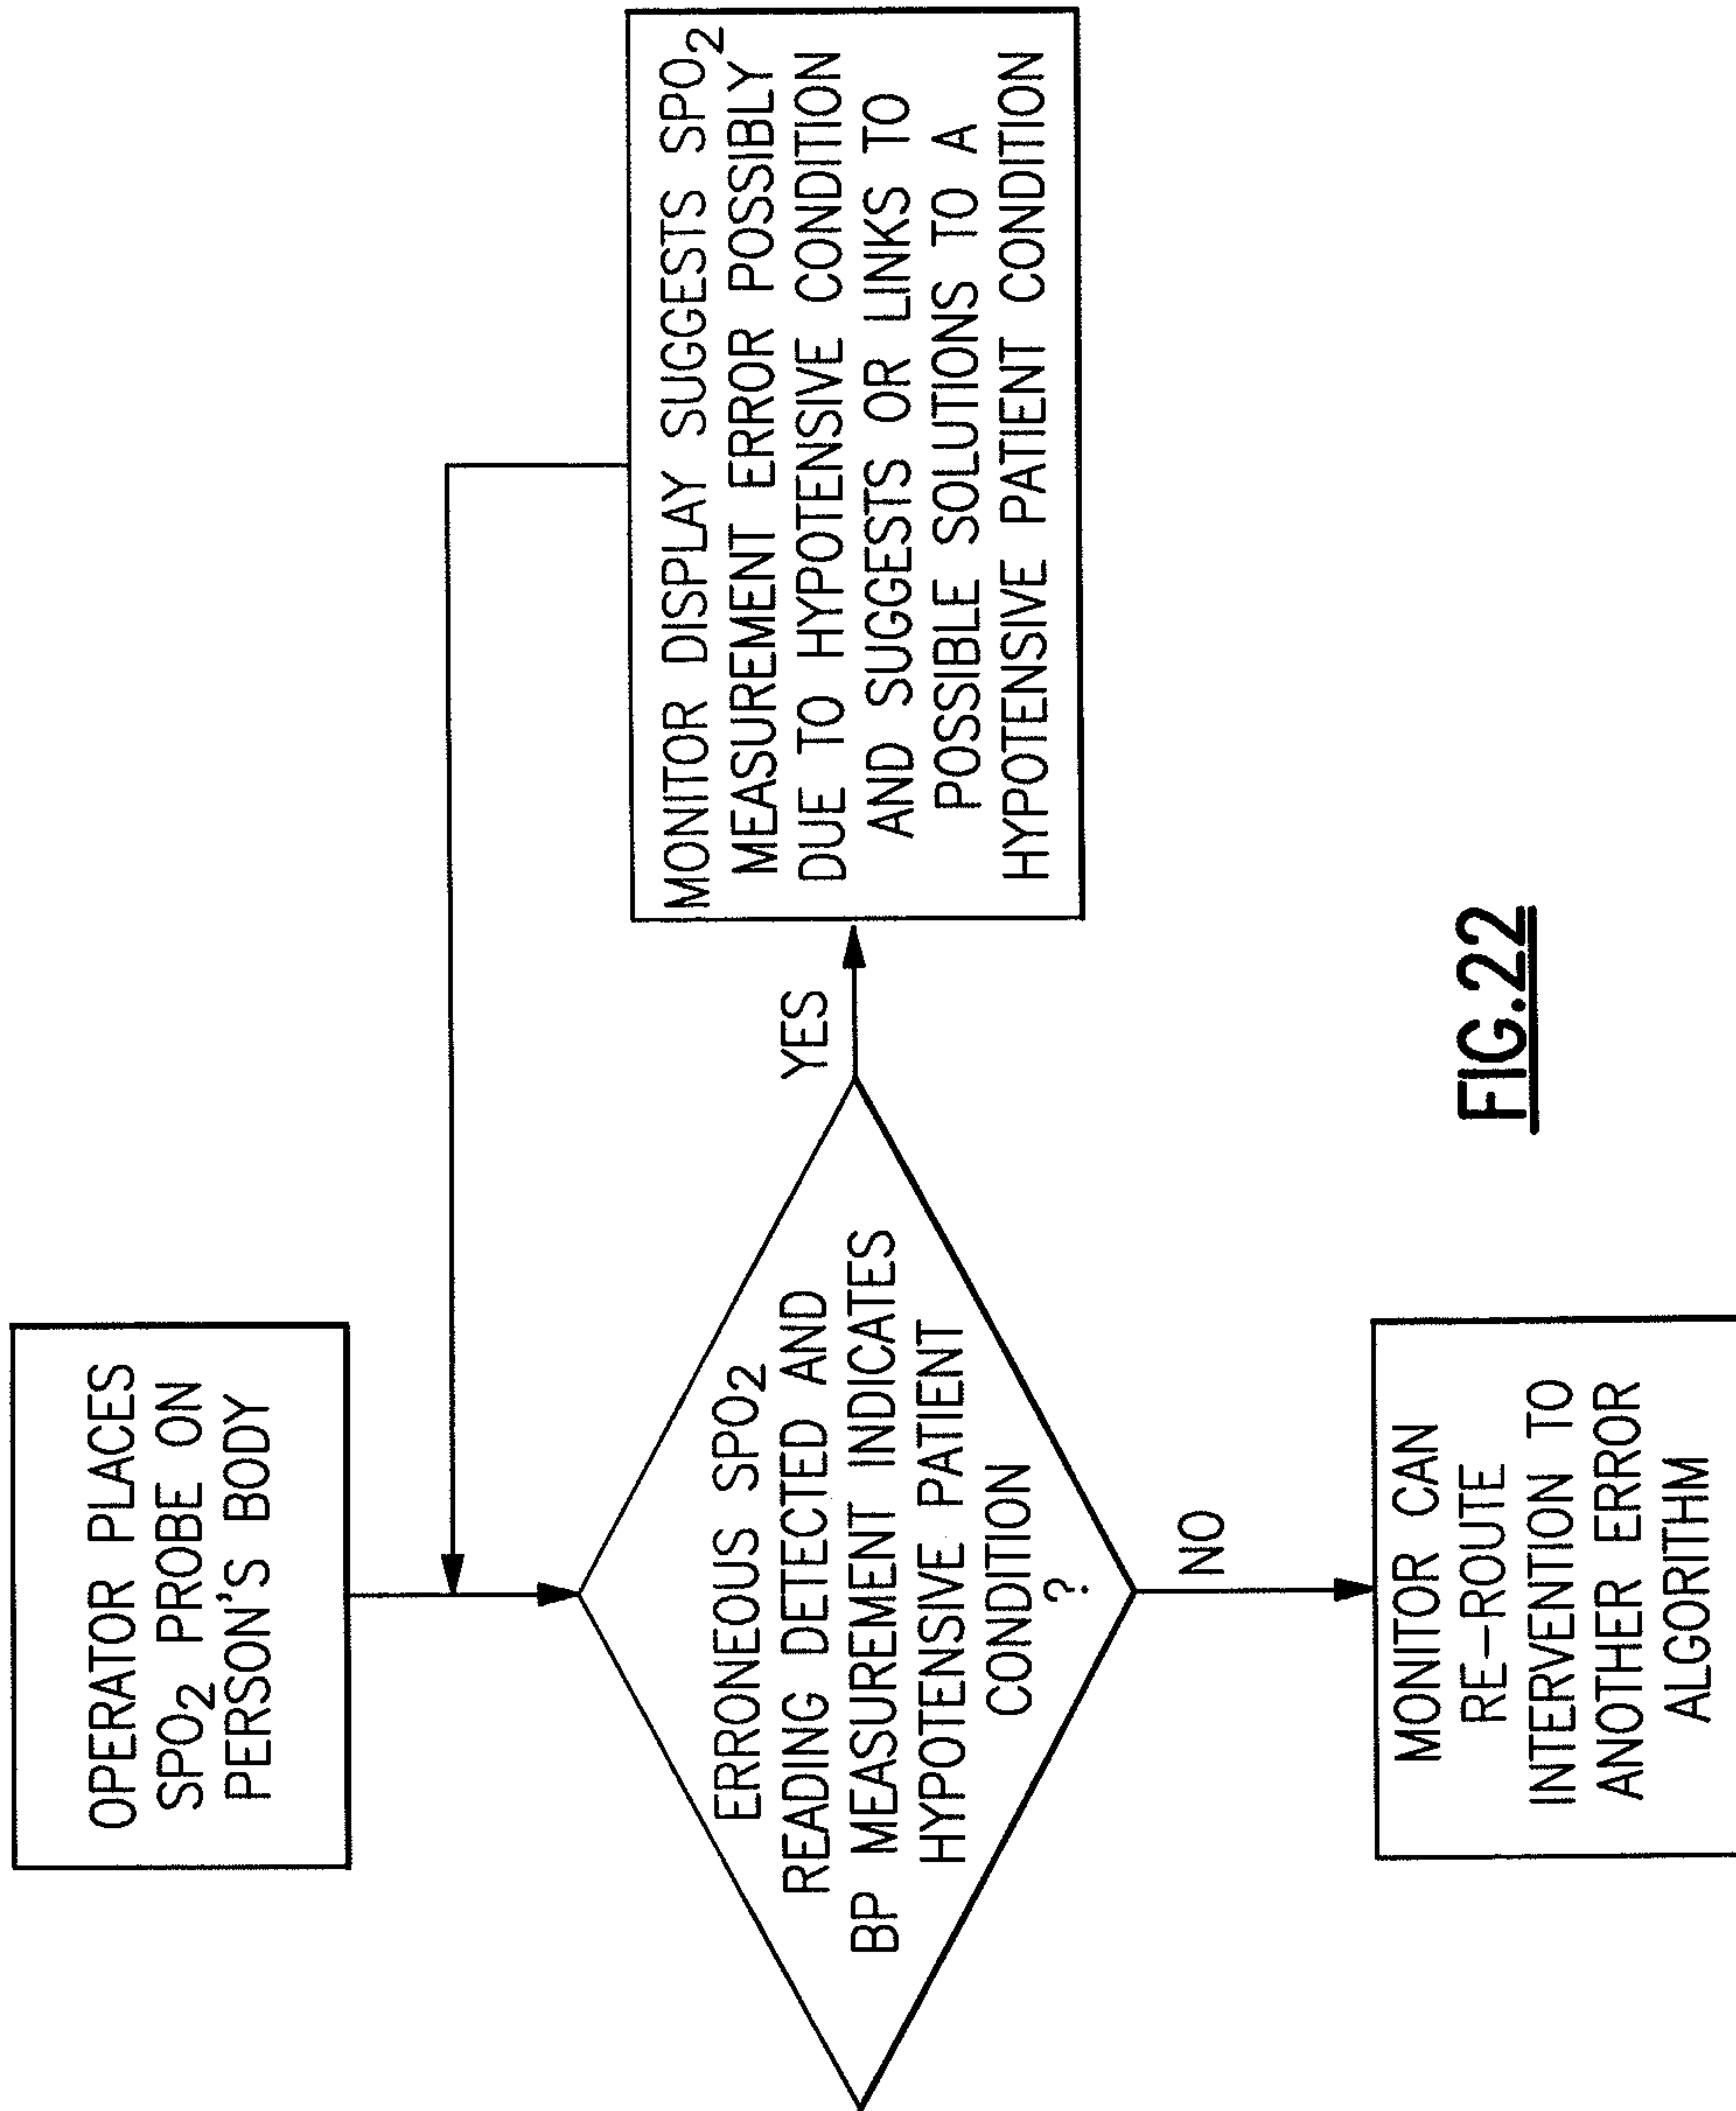 OPERATOR PLACES
SPO₂ PROBE ON
PERSON'S BODY
ERRONEOUS SPO₂
READING DETECTED AND
BP MEASUREMENT INDICATES
HYPOTENSIVE PATIENT
CONDITION
?
YES
MONITOR DISPLAY SUGGESTS SPO₂
MEASUREMENT ERROR POSSIBLY
DUE TO HYPOTENSIVE CONDITION
AND SUGGESTS OR LINKS TO
POSSIBLE SOLUTIONS TO A
HYPOTENSIVE PATIENT CONDITION
NO
MONITOR CAN
RE-ROUTE
INTERVENTION TO
ANOTHER ERROR
ALGORITHM
FIG.22